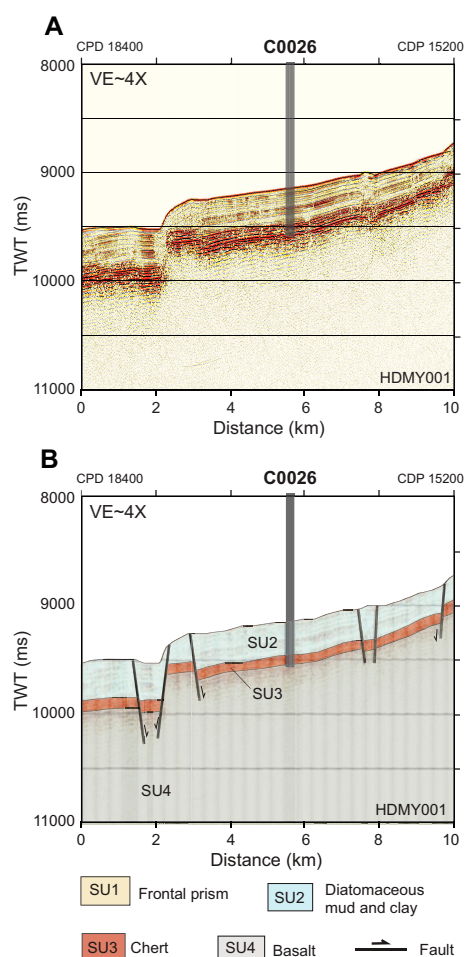 A
CPD 18400
C0026
CDP 15200
8000
VE~4X
9000
TWT (ms)
10000
11000
HDMY001
0 2 4 6 8 10
Distance (km)
B
CPD 18400
C0026
CDP 15200
8000
VE~4X
9000
SU2
TWT (ms)
SU3
10000
SU4
11000
HDMY001
0 2 4 6 8 10
Distance (km)
SU1 Frontal prism
SU2 Diatomaceous
mud and clay
SU3 Chert
SU4 Basalt
Fault